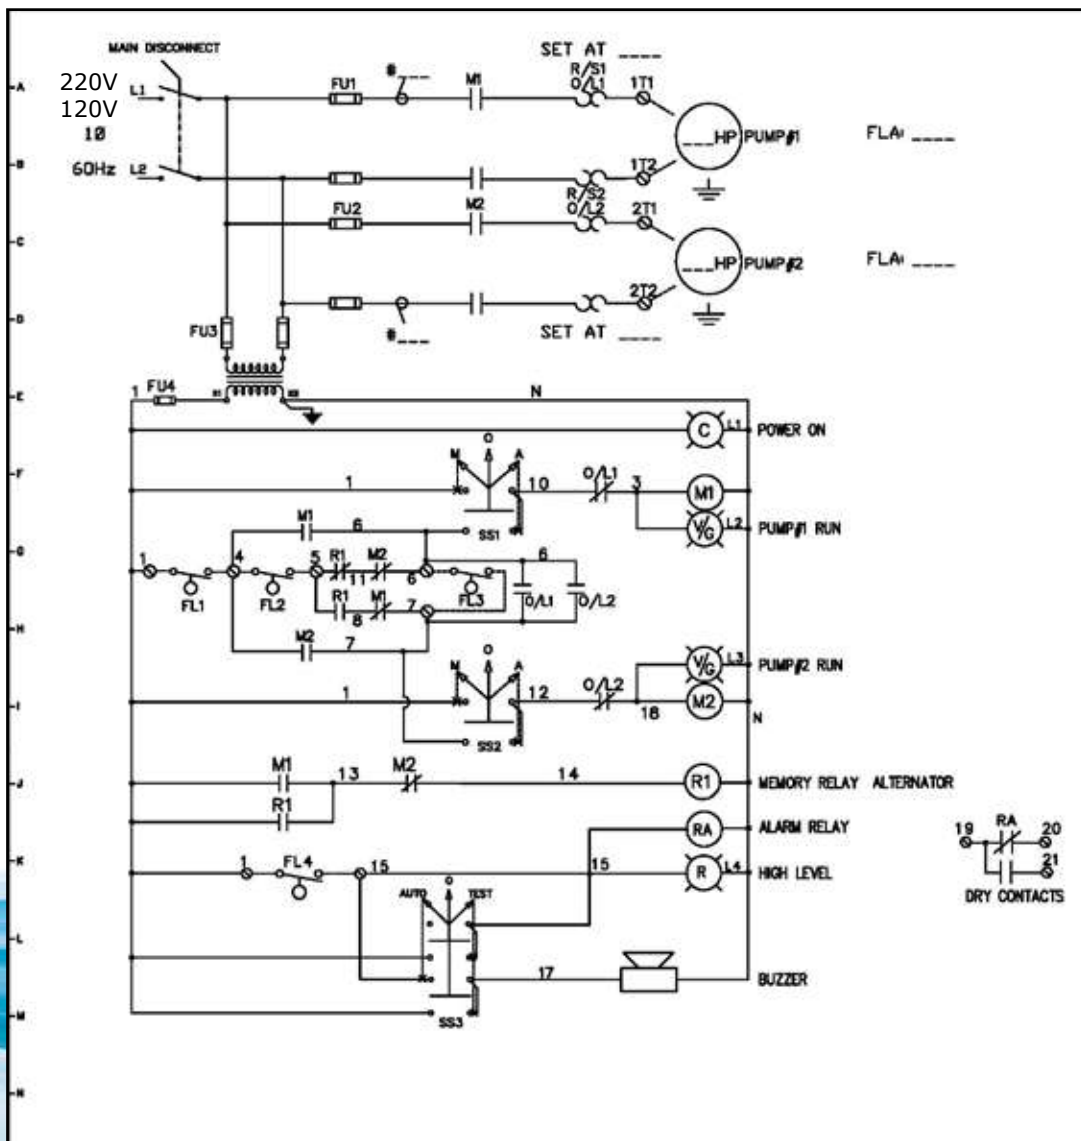 MAIN DISCONNECT
SET AT ____
A
220V
120V
1Ø
60Hz
L1
L2
FU1
θ___
M1
R/S1
O/L1
1T1
___HP PUMP#1
FLA: ____
B
1T2
FU2
M2
R/S2
O/L2
2T1
C
___HP PUMP#2
FLA: ____
2T2
D
FU3
θ___
SET AT ____
E
1 FU4
N
C L1 POWER ON
F
M O A
1
10 O/L1 3
M1
SS1
V/G L2 PUMP#1 RUN
M1 6
G
1 4 5 R1 M2 6 6
11
FL1 FL2 FL3 O/L1 O/L2
R1 M1 7
8
H
M2 7
M O A
V/G L3 PUMP#2 RUN
I
1
12 O/L2 18
M2
N
SS2
J
M1 13 M2 14 R1 MEMORY RELAY ALTERNATOR
R1
RA ALARM RELAY
19 RA 20
K
1 FL4 15 15 R L4 HIGH LEVEL
21
DRY CONTACTS
AUTO O TEST
L
17 BUZZER
M
SS3
N